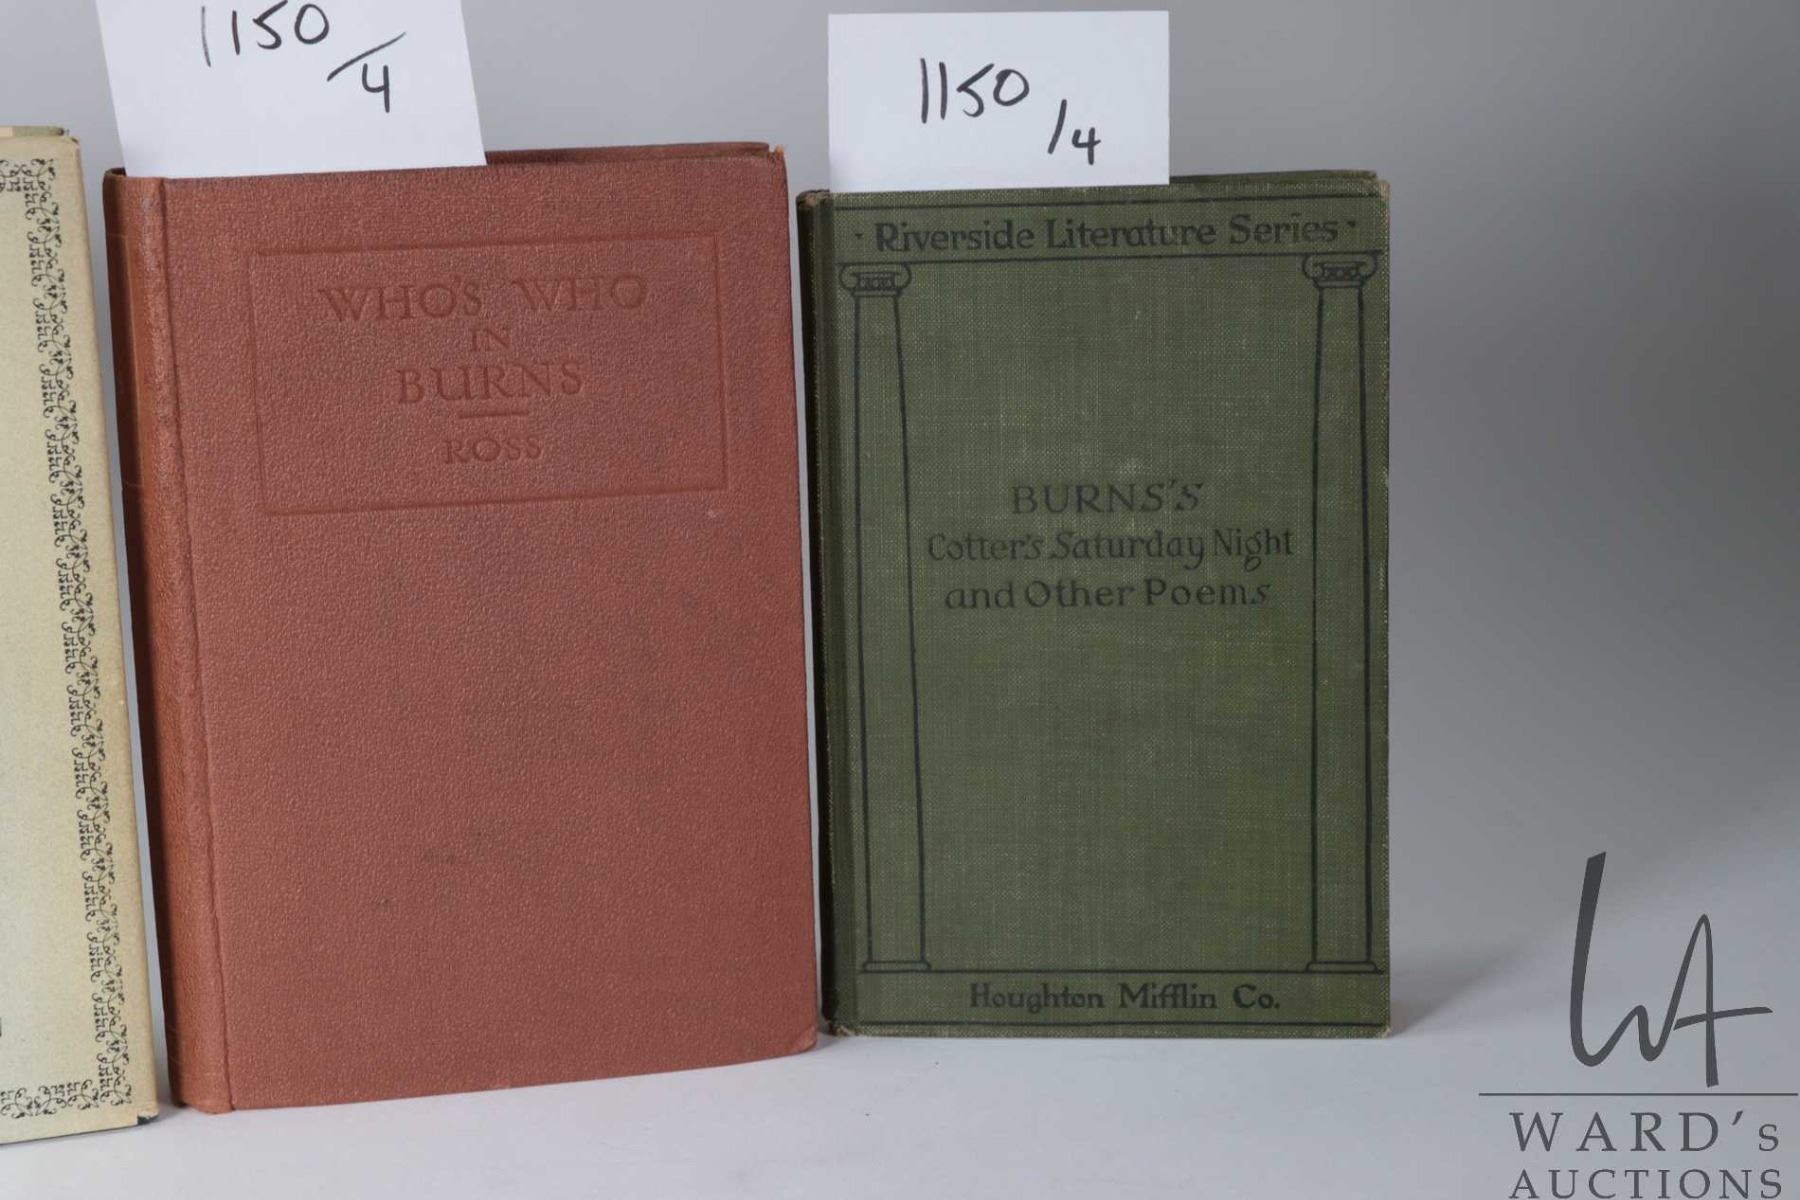 1150
/4
1150
/4
WHO'S WHO
IN
BURNS
ROSS
· Riverside Literature Series ·
BURNS'S
Cotter's Saturday Night
and Other Poems
Houghton Mifflin Co.
WA
WARD's
AUCTIONS